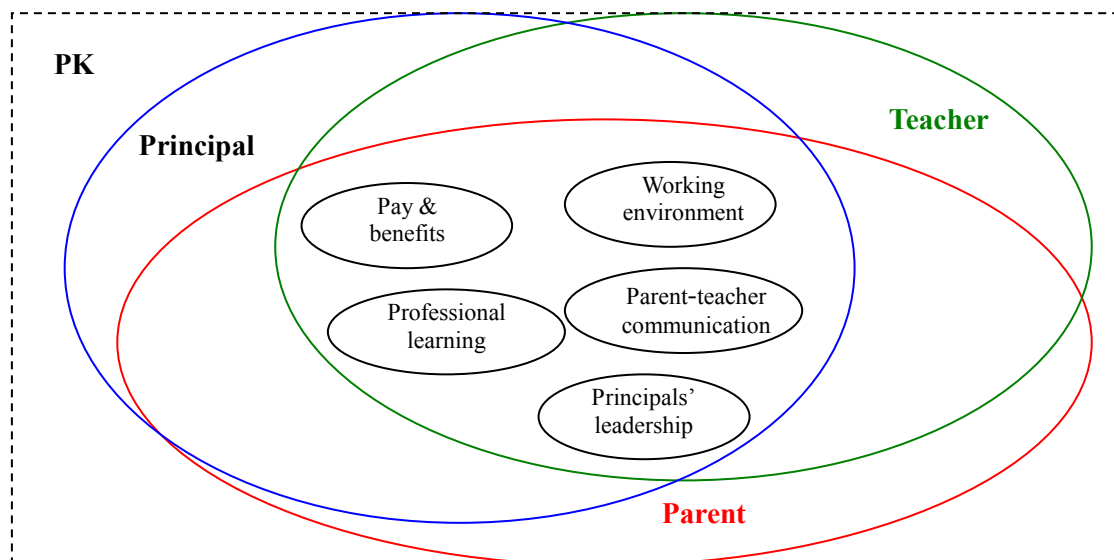 PK
Teacher
Principal
Pay &
benefits
Working
environment
Professional
learning
Parent-teacher
communication
Principals’
leadership
Parent